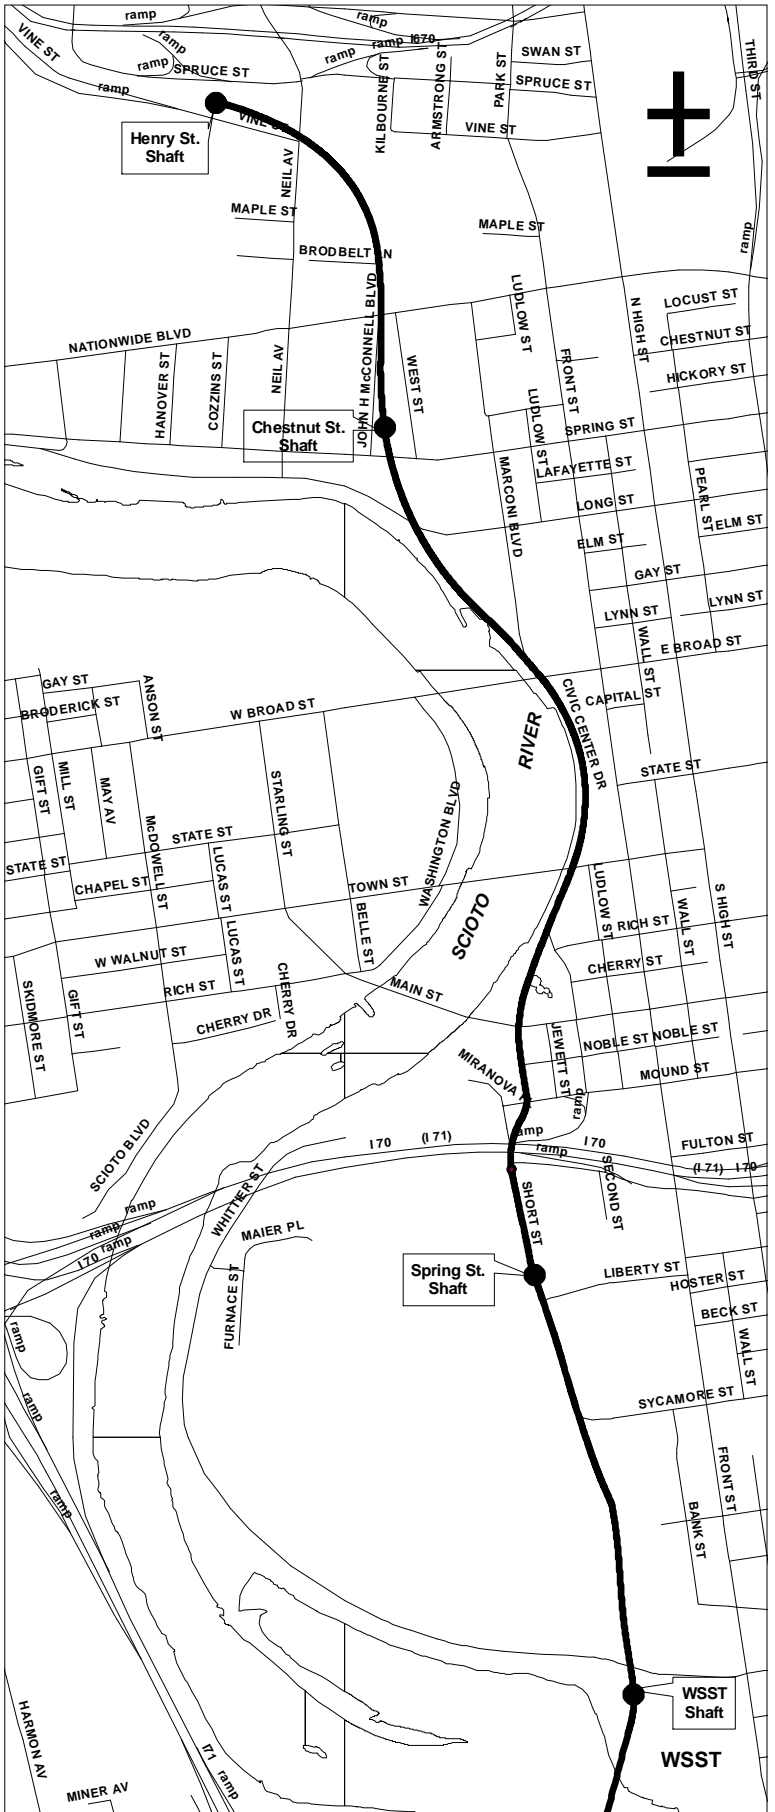 ramp
ramp
VINE ST
ramp
ramp
ramp I670
ARMSTRONG ST
SWAN ST
THIRD ST
ramp
SPRUCE ST
KILBOURNE ST
PARK ST
SPRUCE ST
ramp
VINE ST
VINE ST
Henry St.
Shaft
NEIL AV
MAPLE ST
MAPLE ST
ramp
BRODBELT LN
LUDLOW ST
N HIGH ST
LOCUST ST
CHESTNUT ST
NATIONWIDE BLVD
HANOVER ST
COZZINS ST
NEIL AV
JOHN H McCONNELL BLVD
WEST ST
FRONT ST
HICKORY ST
Chestnut St.
Shaft
LUDLOW ST
SPRING ST
LAFAYETTE ST
MARCONI BLVD
PEARL ST
LONG ST
ELM ST
ELM ST
GAY ST
LYNN ST
LYNN ST
WALL ST
E BROAD ST
GAY ST
BRODERICK ST
ANSON ST
W BROAD ST
CIVIC CENTER DR
CAPITAL ST
RIVER
GIFT ST
MILL ST
MAY AV
STARLING ST
STATE ST
WASHINGTON BLVD
McDOWELL ST
STATE ST
STATE ST
CHAPEL ST
LUCAS ST
TOWN ST
LUDLOW ST
WALL ST
S HIGH ST
BELLE ST
SCIOTO
RICH ST
W WALNUT ST
LUCAS ST
CHERRY ST
SKIDMORE ST
GIFT ST
RICH ST
CHERRY DR
CHERRY DR
MAIN ST
JEWETT ST
NOBLE ST
NOBLE ST
MIRANOVA
MOUND ST
ramp
SCIOTO BLVD
I 70
(I 71)
ramp
I 70
ramp
FULTON ST
(I 71)
I 70
WHITTIER ST
SHORT ST
SECOND ST
ramp
ramp
I 70
ramp
MAIER PL
FURNACE ST
Spring St.
Shaft
LIBERTY ST
HOSTER ST
BECK ST
WALL ST
ramp
ramp
SYCAMORE ST
FRONT ST
BANK ST
ramp
WSST
Shaft
HARMON AV
I71
ramp
WSST
MINER AV